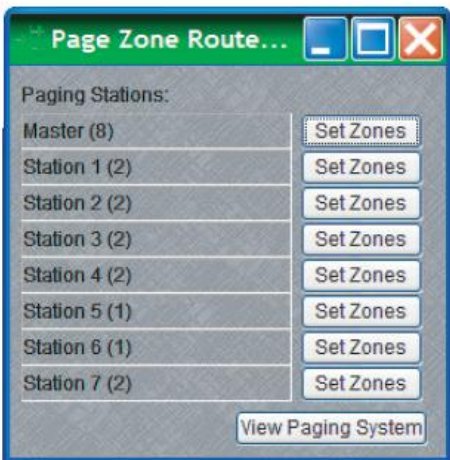 Page Zone Route...
Paging Stations:
Master (8) Set Zones
Station 1 (2) Set Zones
Station 2 (2) Set Zones
Station 3 (2) Set Zones
Station 4 (2) Set Zones
Station 5 (1) Set Zones
Station 6 (1) Set Zones
Station 7 (2) Set Zones
View Paging System